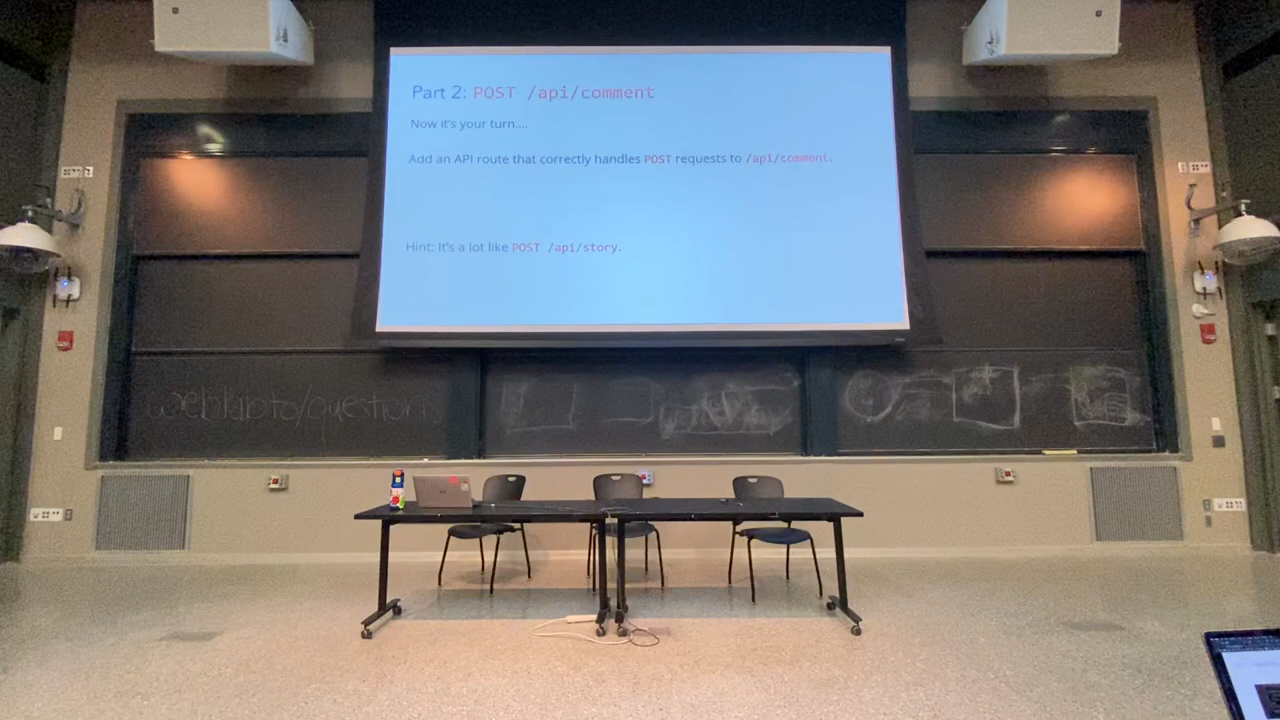 Part 2: POST /api/comment
Now it's your turn....
Add an API route that correctly handles POST requests to /api/comment.
Hint: It's a lot like POST /api/story.
weblab.to/questions